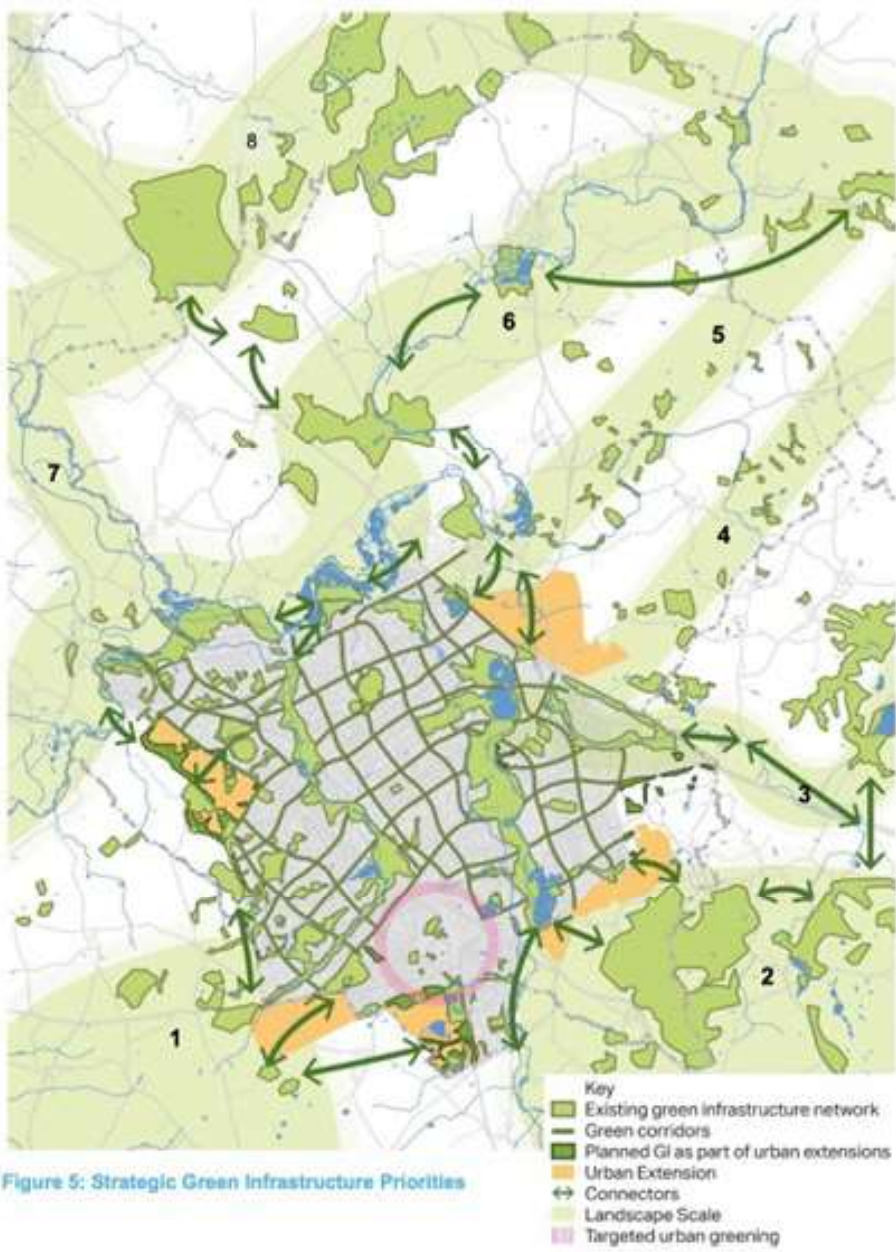 8
6
5
7
4
3
2
1
Key
Existing green infrastructure network
Green corridors
Planned GI as part of urban extensions
Urban Extension
Connectors
Landscape Scale
Targeted urban greening
Figure 5: Strategic Green Infrastructure Priorities